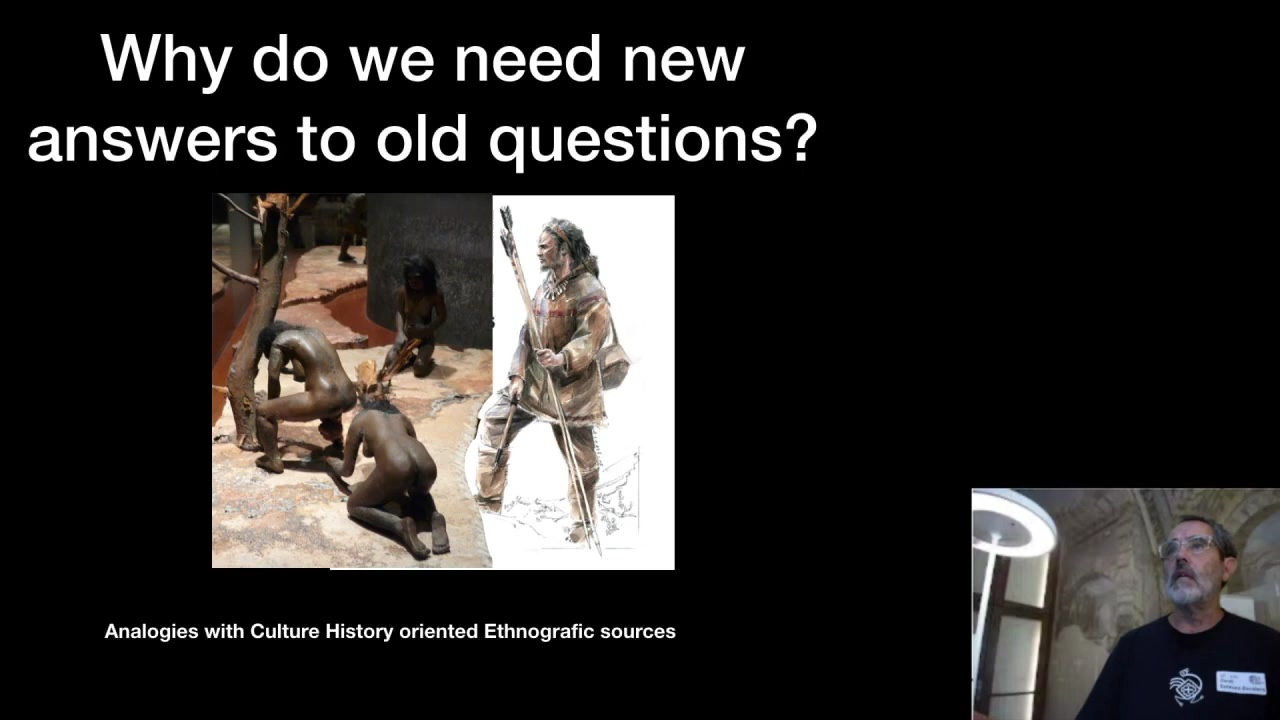 Why do we need new
answers to old questions?
Analogies with Culture History oriented Ethnografic sources